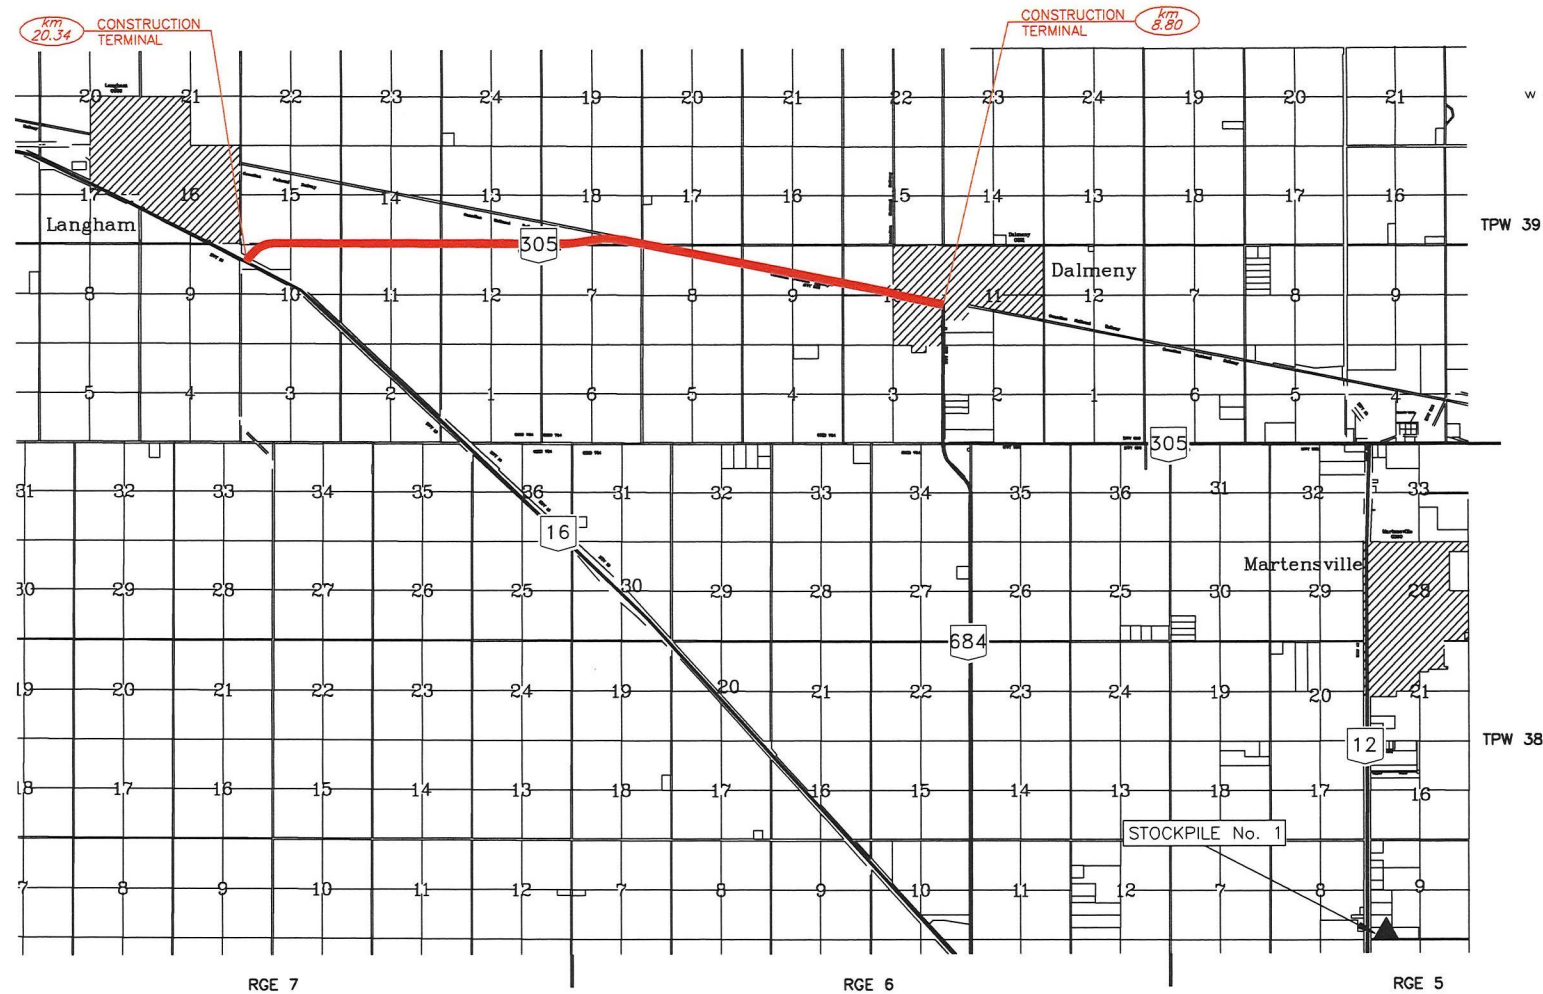 km
20.34
CONSTRUCTION
TERMINAL
CONSTRUCTION
TERMINAL
km
8.80
20 21 22 23 24 19 20 21 22 23 24 19 20 21
W
17 16 15 14 13 18 17 16 15 14 13 18 17 16
Langham
305
TPW 39
Dalmeny
8 9 10 11 12 7 8 9 11 12 7 8 9
5 4 3 2 1 6 5 4 3 2 1 6 5 4
305
31 32 33 34 35 36 31 32 33 34 35 36 31 32 33
16
Martensville
30 29 28 27 26 25 30 29 28 27 26 25 30 29 28
684
19 20 21 22 23 24 19 20 21 22 23 24 19 20 21
12
TPW 38
18 17 16 15 14 13 18 17 16 15 14 13 18 17 16
STOCKPILE No. 1
7 8 9 10 11 12 7 8 9 10 11 12 7 8 9
RGE 7
RGE 6
RGE 5